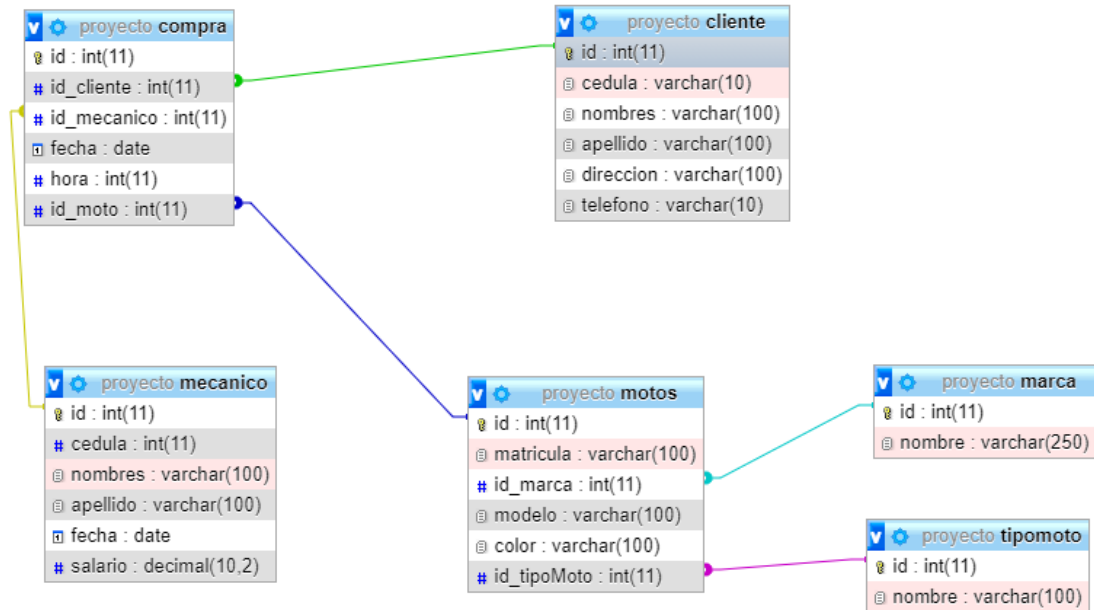 proyecto compra
id : int(11)
id_cliente : int(11)
id_mecanico : int(11)
fecha : date
hora : int(11)
id_moto : int(11)
proyecto cliente
id : int(11)
cedula : varchar(10)
nombres : varchar(100)
apellido : varchar(100)
direccion : varchar(100)
telefono : varchar(10)
proyecto mecanico
id : int(11)
cedula : int(11)
nombres : varchar(100)
apellido : varchar(100)
fecha : date
salario : decimal(10,2)
proyecto motos
id : int(11)
matricula : varchar(100)
id_marca : int(11)
modelo : varchar(100)
color : varchar(100)
id_tipoMoto : int(11)
proyecto marca
id : int(11)
nombre : varchar(250)
proyecto tipomoto
id : int(11)
nombre : varchar(100)